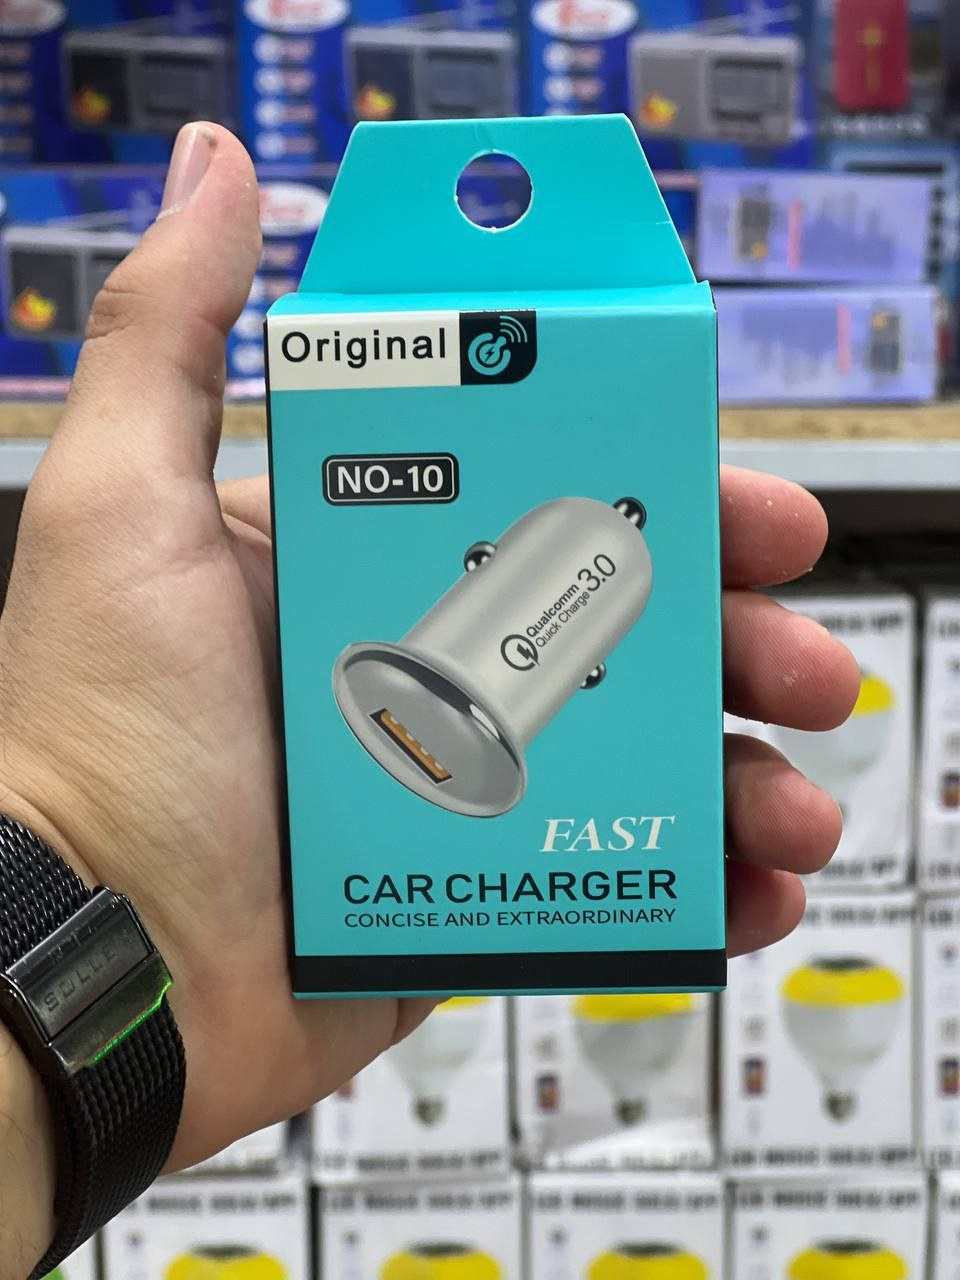 Original
NO-10
Qualcomm
Quick Charge 3.0
FAST
CAR CHARGER
CONCISE AND EXTRAORDINARY